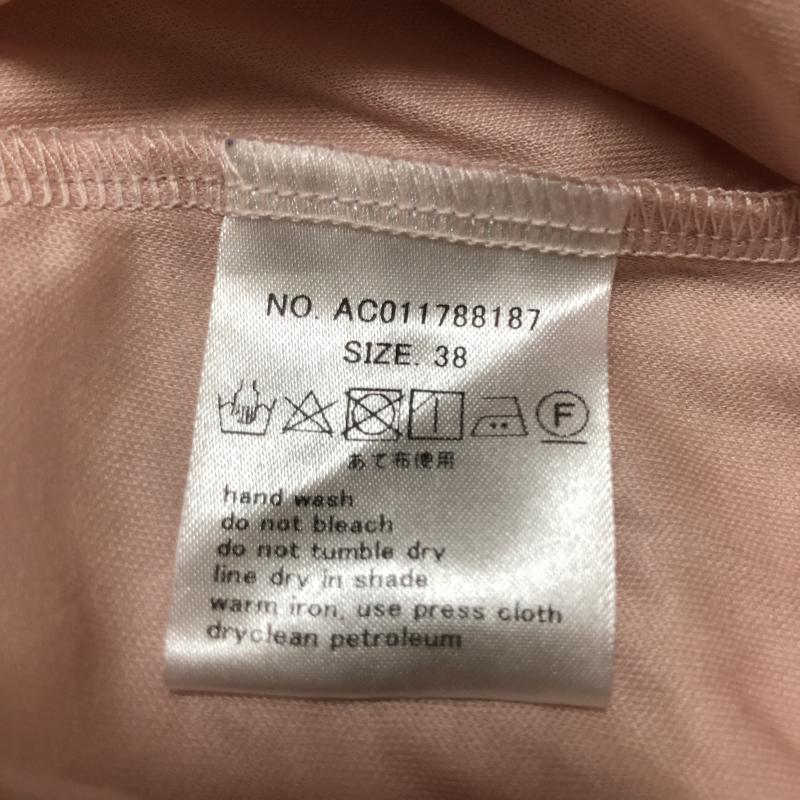 NO. AC011788187
SIZE. 38
F
あて布使用
hand wash
do not bleach
do not tumble dry
line dry in shade
warm iron, use press cloth
dryclean petroleum